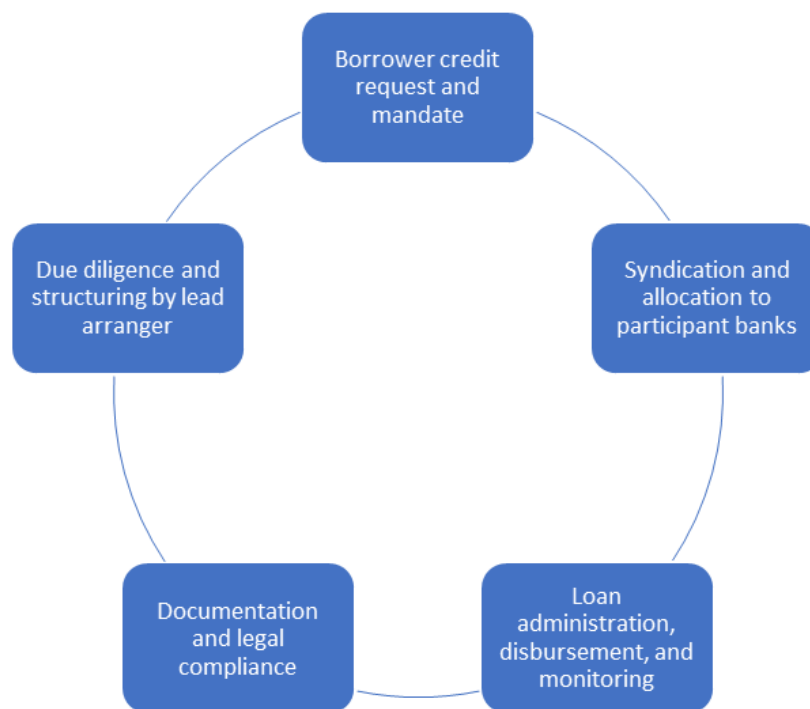 Borrower credit
request and
mandate
Syndication and
allocation to
participant banks
Loan
administration,
disbursement, and
monitoring
Documentation
and legal
compliance
Due diligence and
structuring by lead
arranger